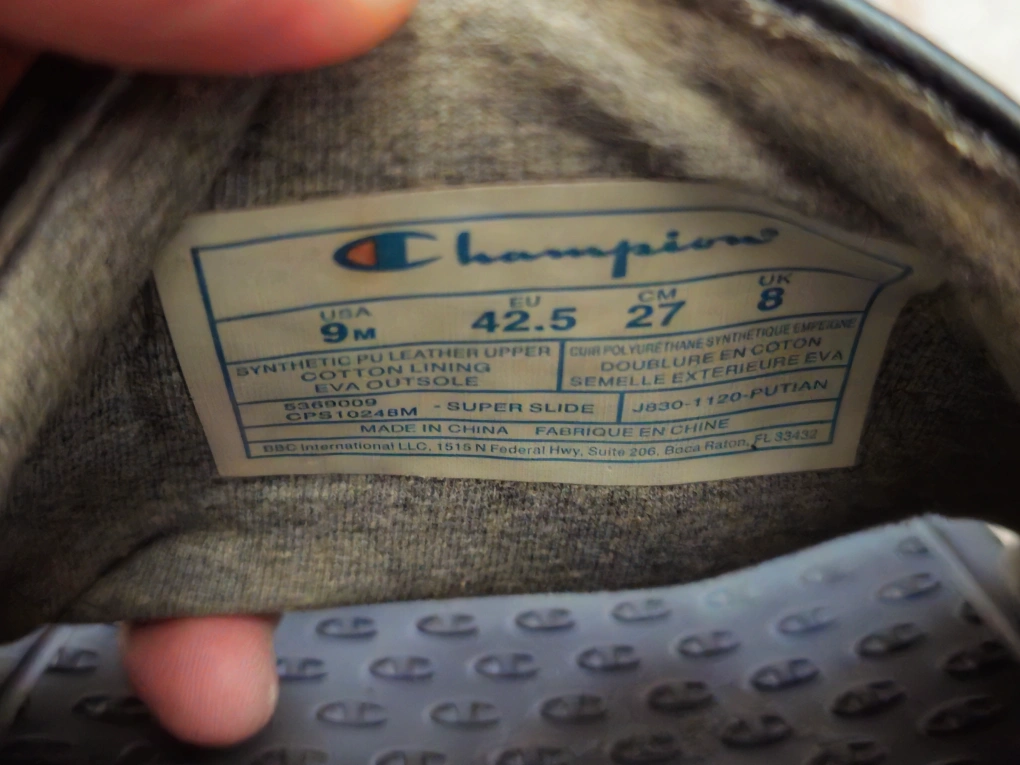 Champion
USA EU CM UK
9M 42.5 27 8
SYNTHETIC PU LEATHER UPPER
COTTON LINING
EVA OUTSOLE
CUIR POLYURÉTHANE SYNTHÉTIQUE EMPEIGNE
DOUBLURE EN COTON
SEMELLE EXTERIEURE EVA
5369009
CPS10248M - SUPER SLIDE
J830-1120-PUTIAN
MADE IN CHINA FABRIQUE EN CHINE
BBC International LLC, 1515 N Federal Hwy, Suite 206, Boca Raton, FL 33432